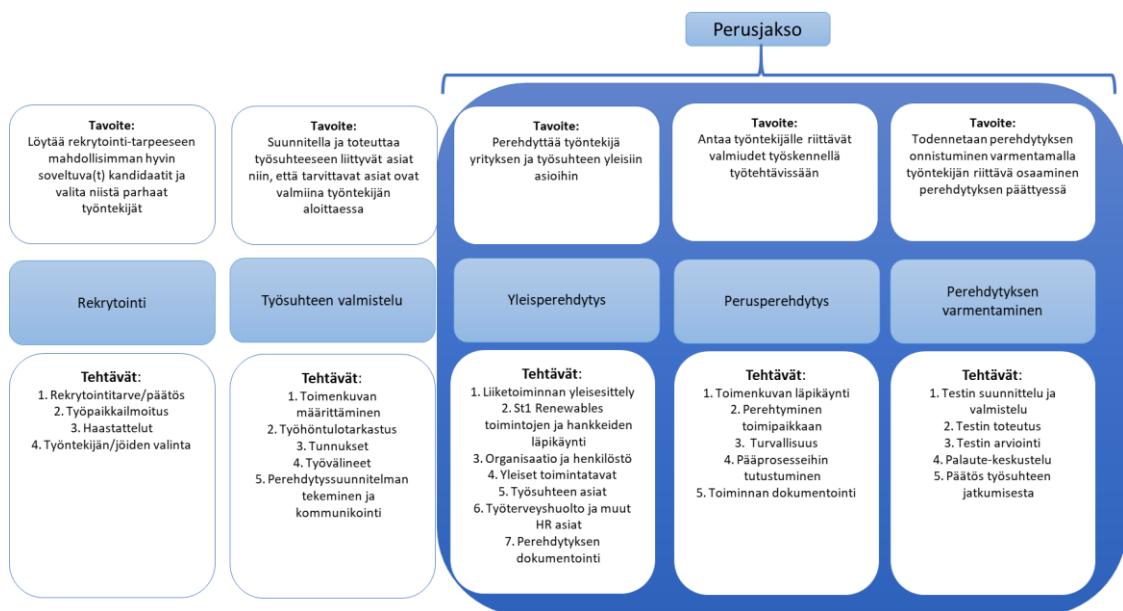 Perusjakso
Tavoite:
Löytää rekrytointi-tarpeeseen
mahdollisimman hyvin
soveltuva(t) kandidaatit ja
valita niistä parhaat
työntekijät
Tavoite:
Suunnitella ja toteuttaa
työsuhteeseen liittyvät asiat
niin, että tarvittavat asiat ovat
valmiina työntekijän
aloittaessa
Tavoite:
Perehdyttää työntekijä
yrityksen ja työsuhteen yleisiin
asioihin
Tavoite:
Antaa työntekijälle riittävät
valmiudet työskennellä
työtehtävissään
Tavoite:
Todennetaan perehdytyksen
onnistuminen varmentamalla
työntekijän riittävä osaaminen
perehdytyksen päättyessä
Rekrytointi
Työsuhteen valmistelu
Yleisperehdytys
Perusperehdytys
Perehdytyksen
varmentaminen
Tehtävät:
1. Rekrytointitarve/päätös
2. Työpaikkailmoitus
3. Haastattelut
4. Työntekijän/jöiden valinta
Tehtävät:
1. Toimenkuvan
määrittäminen
2. Työhöntulotarkastus
3. Tunnukset
4. Työvälineet
5. Perehdytyssuunnitelman
tekeminen ja
kommunikointi
Tehtävät:
1. Liiketoiminnan yleisesittely
2. St1 Renewables
toimintojen ja hankkeiden
läpikäynti
3. Organisaatio ja henkilöstö
4. Yleiset toimintatavat
5. Työsuhteen asiat
6. Työterveyshuolto ja muut
HR asiat
7. Perehdytyksen
dokumentointi
Tehtävät:
1. Toimenkuvan läpikäynti
2. Perehtyminen
toimipaikkaan
3. Turvallisuus
4. Pääprosesseihin
tutustuminen
5. Toiminnan dokumentointi
Tehtävät:
1. Testin suunnittelu ja
valmistelu
2. Testin toteutus
3. Testin arviointi
4. Palaute-keskustelu
5. Päätös työsuhteen
jatkumisesta